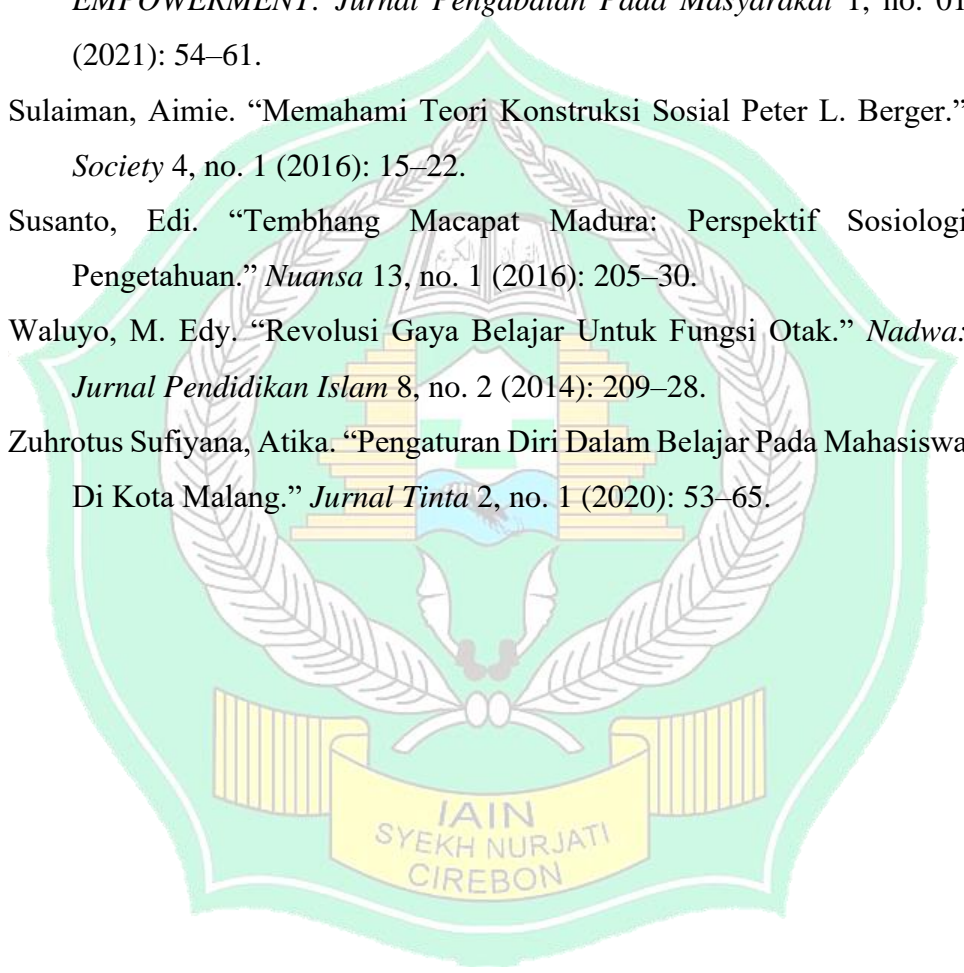 EMPOWERMENT: Jurnal Pengabdian Pada Masyarakat 1, no. 01
(2021): 54–61.
Sulaiman, Aimie. “Memahami Teori Konstruksi Sosial Peter L. Berger.”
Society 4, no. 1 (2016): 15–22.
Susanto, Edi. “Tembhang Macapat Madura: Perspektif Sosiologi
Pengetahuan.” Nuansa 13, no. 1 (2016): 205–30.
Waluyo, M. Edy. “Revolusi Gaya Belajar Untuk Fungsi Otak.” Nadwa:
Jurnal Pendidikan Islam 8, no. 2 (2014): 209–28.
Zuhrotus Sufiyana, Atika. “Pengaturan Diri Dalam Belajar Pada Mahasiswa
Di Kota Malang.” Jurnal Tinta 2, no. 1 (2020): 53–65.
IAIN
SYEKH NURJATI
CIREBON